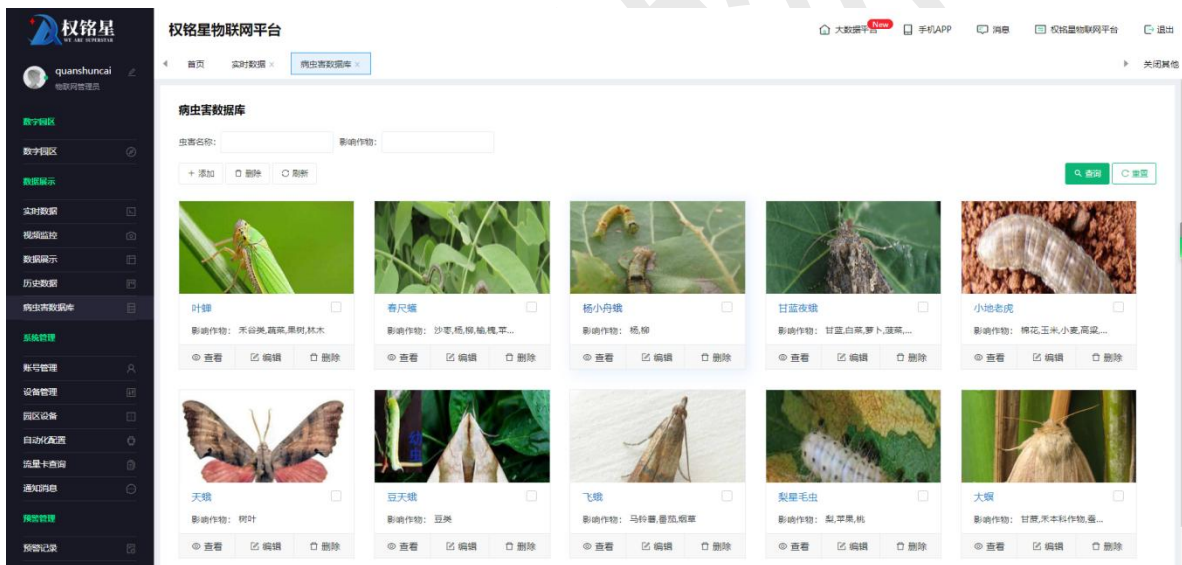 权铭星
WE ARE SUPERSTAR
权铭星物联网平台
大数据平台
New
手机APP
消息
权铭星物联网平台
退出
quanshuncai
物联网管理员
首页
实时数据 ×
病虫害数据库 ×
关闭其他
数字园区
数字园区
数据展示
实时数据
视频监控
数据展示
历史数据
病虫害数据库
系统管理
账号管理
设备管理
园区设备
自动化配置
流量卡查询
通知消息
预警管理
预警记录
病虫害数据库
虫害名称:
影响作物:
+ 添加
删除
刷新
查询
重置
叶蝉
影响作物: 禾谷类,蔬菜,果树,林木
查看 编辑 删除
春尺蠖
影响作物: 沙枣,杨,柳,榆,槐,苹...
查看 编辑 删除
杨小舟蛾
影响作物: 杨,柳
查看 编辑 删除
甘蓝夜蛾
影响作物: 甘蓝,白菜,萝卜,菠菜,...
查看 编辑 删除
小地老虎
影响作物: 棉花,玉米,小麦,高粱,...
查看 编辑 删除
天蛾
影响作物: 树叶
查看 编辑 删除
幼虫
豆天蛾
影响作物: 豆类
查看 编辑 删除
飞蛾
影响作物: 马铃薯,番茄,烟草
查看 编辑 删除
梨星毛虫
影响作物: 梨,苹果,桃
查看 编辑 删除
大螟
影响作物: 甘蔗,禾本科作物,蚕...
查看 编辑 删除